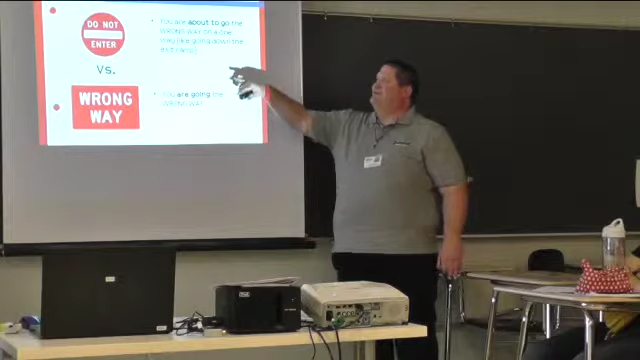 DO NOT
ENTER
• You are about to go the
WRONG WAY on a one
way (like going down the
exit ramp)
Vs.
WRONG
WAY
• You are going the
WRONG WAY